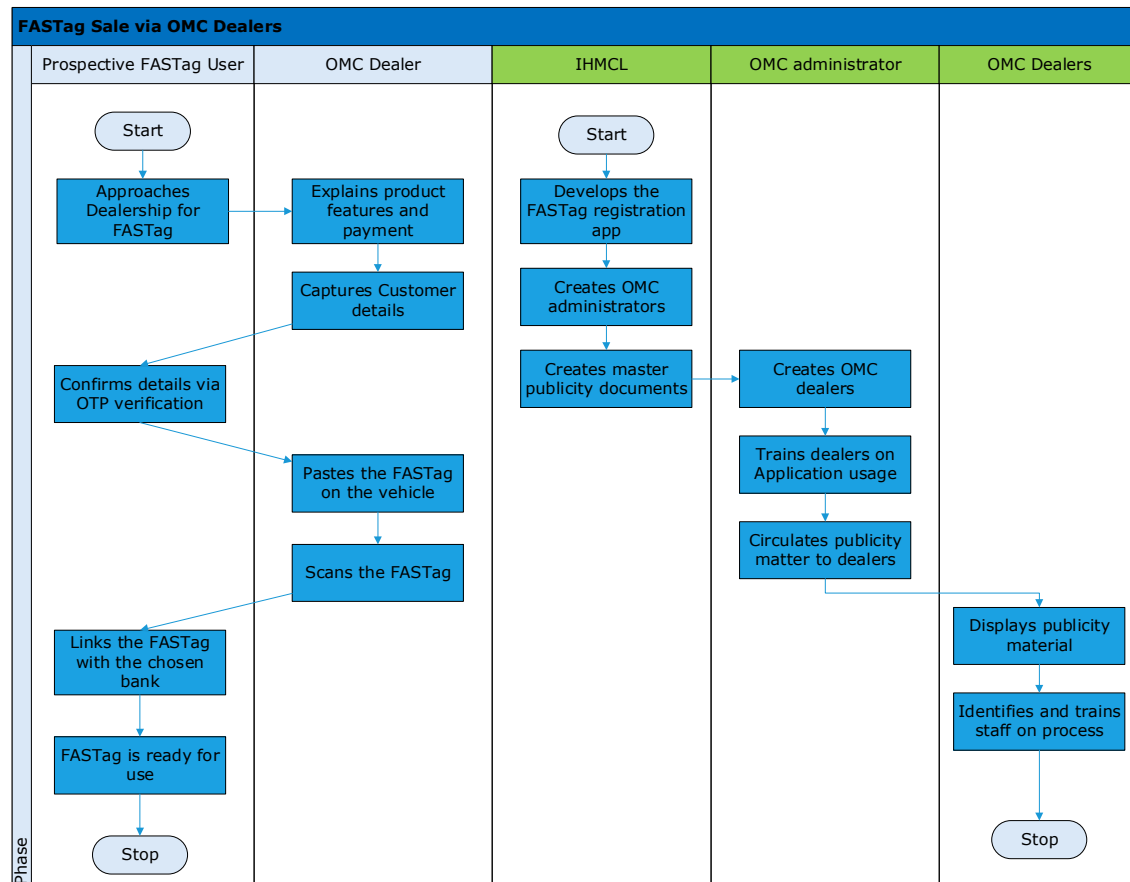 FASTag Sale via OMC Dealers
Prospective FASTag User
OMC Dealer
IHMCL
OMC administrator
OMC Dealers
Phase
Start
Approaches
Dealership for
FASTag
Explains product
features and
payment
Captures Customer
details
Confirms details via
OTP verification
Pastes the FASTag
on the vehicle
Scans the FASTag
Links the FASTag
with the chosen
bank
FASTag is ready for
use
Stop
Start
Develops the
FASTag registration
app
Creates OMC
administrators
Creates master
publicity documents
Creates OMC
dealers
Trains dealers on
Application usage
Circulates publicity
matter to dealers
Displays publicity
material
Identifies and trains
staff on process
Stop